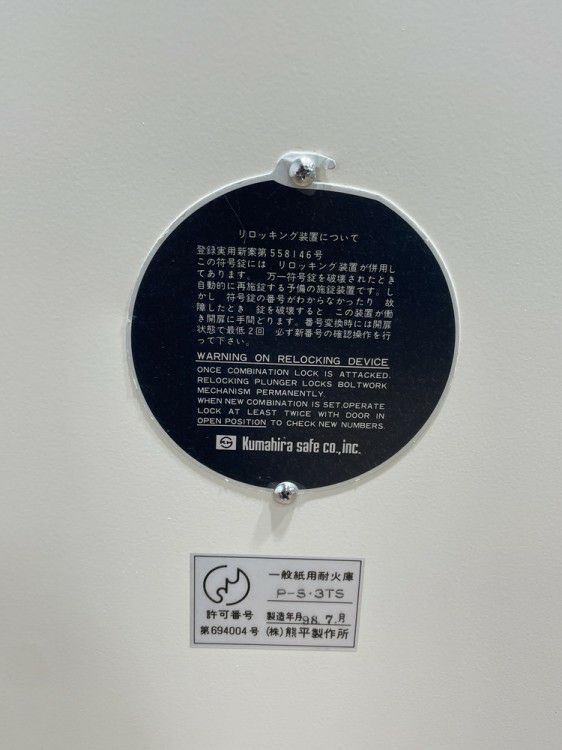 リロッキング装置について
登録実用新案第558146号
この符号錠には リロッキング装置が併用し
てあります。 万一符号錠を破壊されたとき
自動的に再施錠する予備の施錠装置です。し
かし 符号錠の番号がわからなかったり 故
障したとき 錠を破壊すると この装置が働
き開扉に手間どります。番号変換時には開扉
状態で最低2回 必ず新番号の確認操作を行
って下さい。
WARNING ON RELOCKING DEVICE
ONCE COMBINATION LOCK IS ATTACKED.
RELOCKING PLUNGER LOCKS BOLTWORK
MECHANISM PERMANENTLY.
WHEN NEW COMBINATION IS SET.OPERATE
LOCK AT LEAST TWICE WITH DOOR IN
OPEN POSITION TO CHECK NEW NUMBERS.
Kumahira safe co.,inc.
一般紙用耐火庫
P-S・3TS
許可番号
製造年月98.7.月
第694004号
(株)熊平製作所